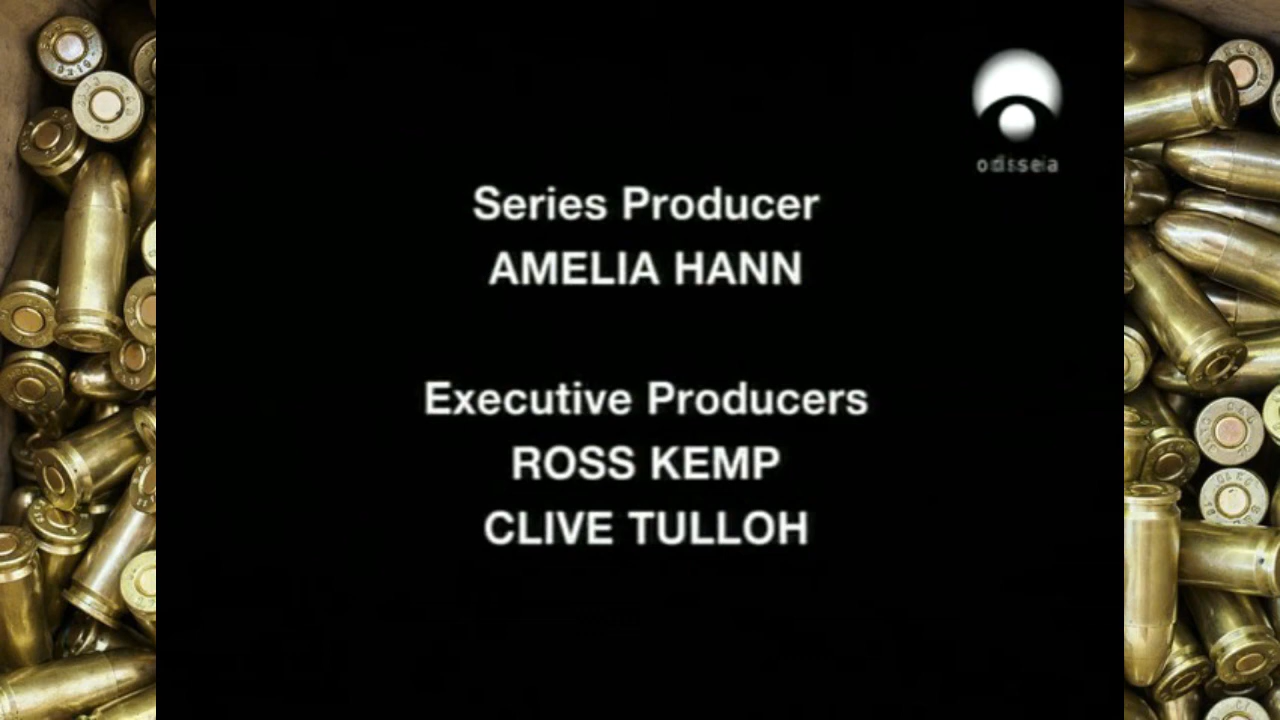 odisseia
Series Producer
AMELIA HANN
Executive Producers
ROSS KEMP
CLIVE TULLOH